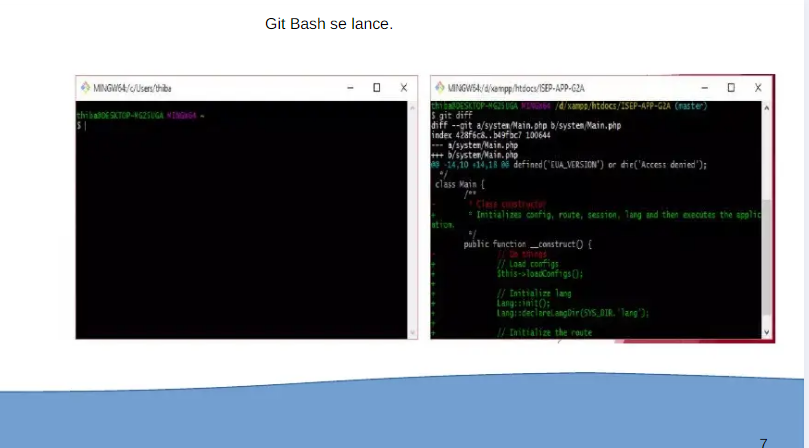 Git Bash se lance.
MINGW64:/c/Users/thiba
thiba@DESKTOP-MG2SUGA MINGW64 ~
$
MINGW64:/d/xampp/htdocs/ISEP-APP-G2A
thiba@DESKTOP-MG2SUGA MINGW64 /d/xampp/htdocs/ISEP-APP-G2A (master)
$ git diff
diff --git a/system/Main.php b/system/Main.php
index 428f6c8..b49fbc7 100644
--- a/system/Main.php
+++ b/system/Main.php
@@ -14,10 +14,18 @@ defined('EUA_VERSION') or die('Access denied');
*/
class Main {
/**
- * Class constructor
+ * Initializes config, route, session, lang and then executes the applic
ation.
*/
public function __construct() {
- // Do things
+ // Load configs
+ $this->loadConfigs();
+
+ // Initialize lang
+ Lang::init();
+ Lang::declareLangDir(SYS_DIR.'lang');
+
+ // Initialize the route
7